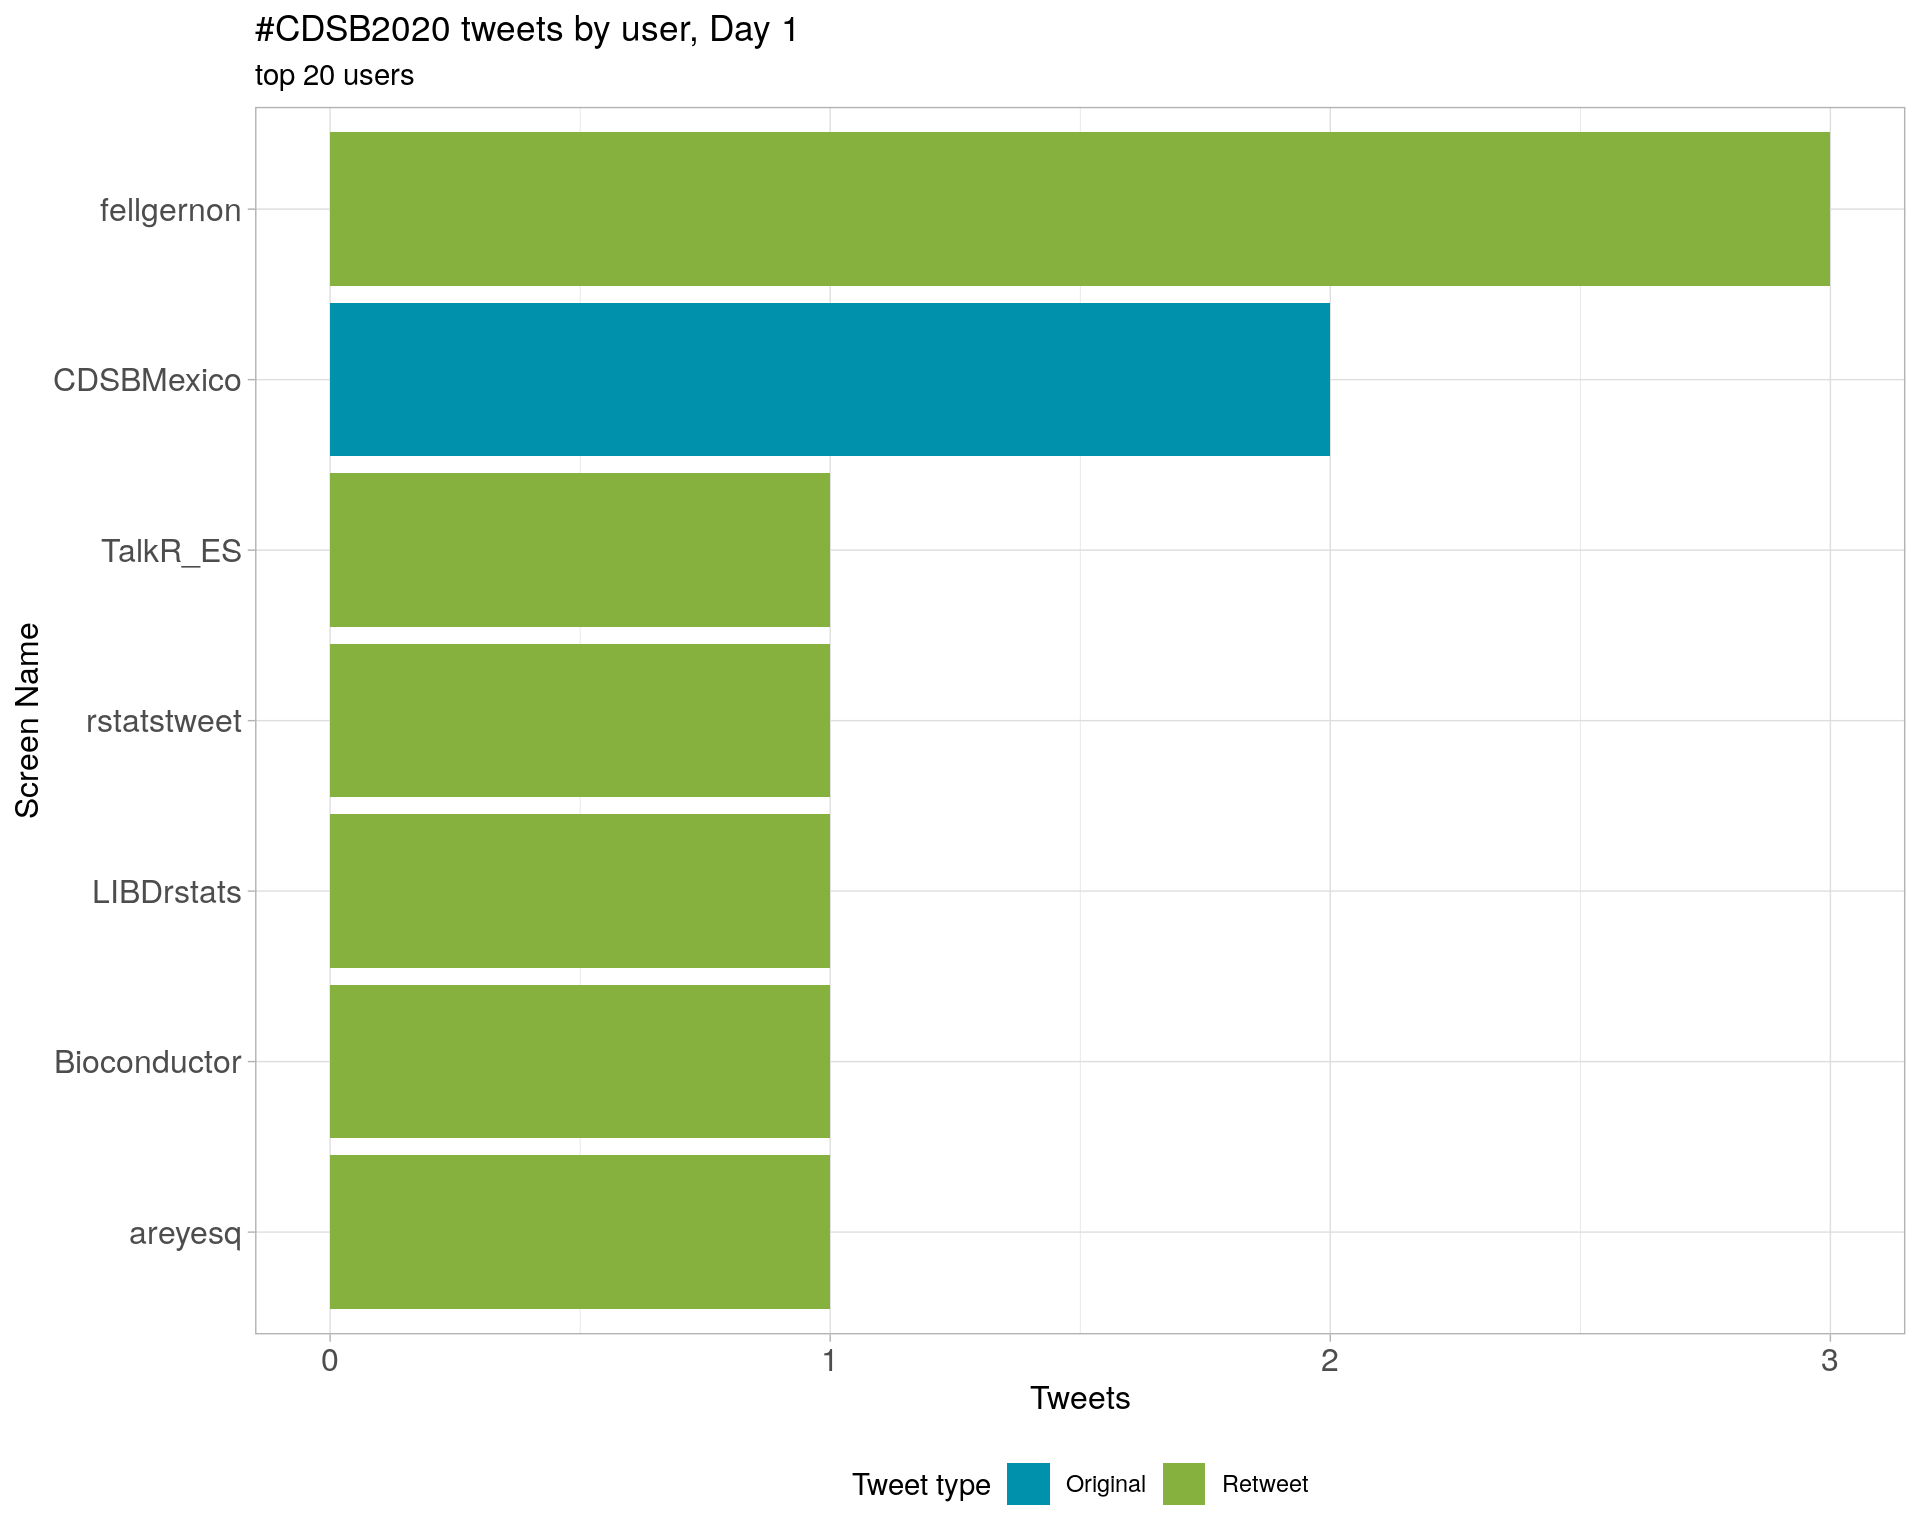 #CDSB2020 tweets by user, Day 1
top 20 users
Screen Name
fellgernon
CDSBMexico
TalkR_ES
rstatstweet
LIBDrstats
Bioconductor
areyesq
0 1 2 3
Tweets
Tweet type Original Retweet